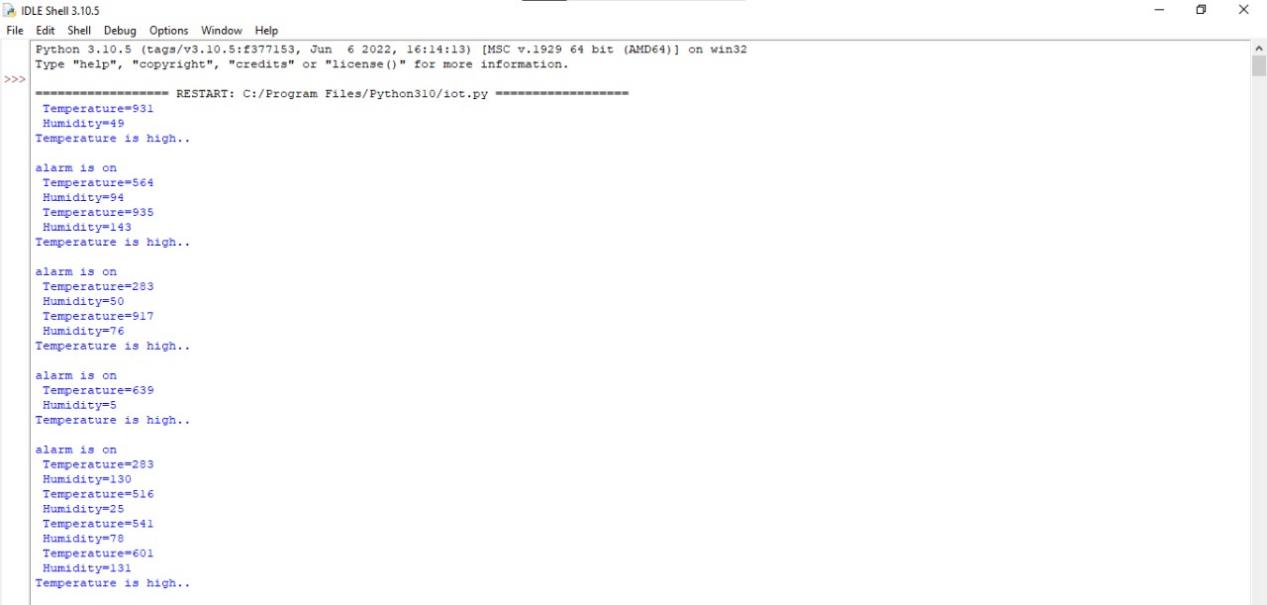 IDLE Shell 3.10.5
File Edit Shell Debug Options Window Help
Python 3.10.5 (tags/v3.10.5:f377153, Jun  6 2022, 16:14:13) [MSC v.1929 64 bit (AMD64)] on win32
Type "help", "copyright", "credits" or "license()" for more information.
>>>
================== RESTART: C:/Program Files/Python310/iot.py ==================
Temperature=931
Humidity=49
Temperature is high..
alarm is on
Temperature=564
Humidity=94
Temperature=935
Humidity=143
Temperature is high..
alarm is on
Temperature=283
Humidity=50
Temperature=917
Humidity=76
Temperature is high..
alarm is on
Temperature=639
Humidity=5
Temperature is high..
alarm is on
Temperature=283
Humidity=130
Temperature=516
Humidity=25
Temperature=541
Humidity=78
Temperature=601
Humidity=131
Temperature is high..